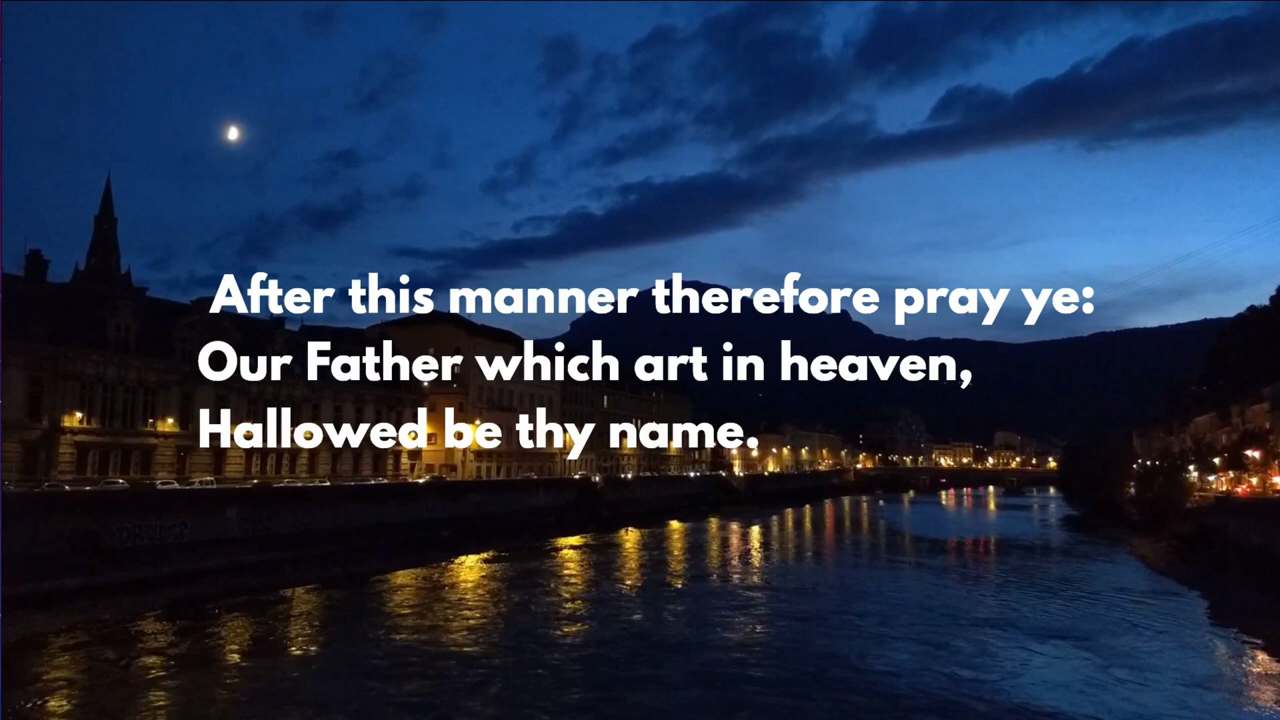 After this manner therefore pray ye:
Our Father which art in heaven,
Hallowed be thy name.